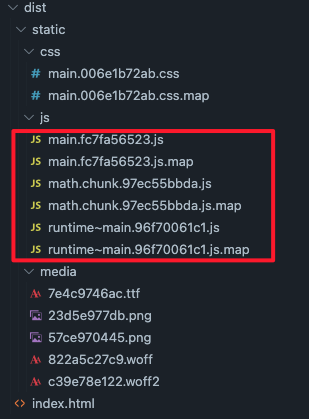 dist
static
css
# main.006e1b72ab.css
main.006e1b72ab.css.map
js
JS main.fc7fa56523.js
JS main.fc7fa56523.js.map
JS math.chunk.97ec55bbda.js
JS math.chunk.97ec55bbda.js.map
JS runtime~main.96f70061c1.js
JS runtime~main.96f70061c1.js.map
media
7e4c9746ac.ttf
23d5e977db.png
57ce970445.png
822a5c27c9.woff
c39e78e122.woff2
<> index.html